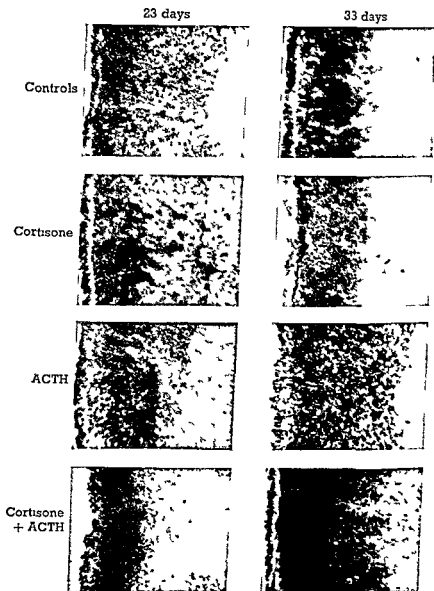 23 days
33 days
Controls
Cortisone
ACTH
Cortisone
+ ACTH